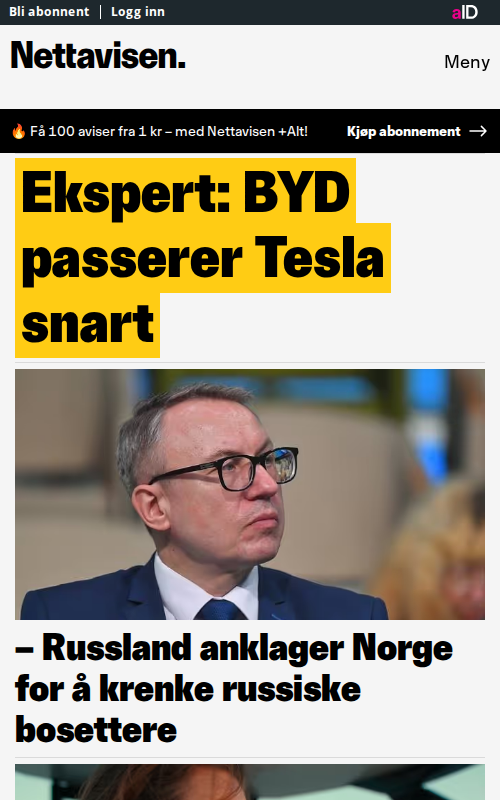 Bli abonnent | Logg inn
aID
Nettavisen.
Meny
🔥 Få 100 aviser fra 1 kr – med Nettavisen +Alt!
Kjøp abonnement →
Ekspert: BYD
passerer Tesla
snart
– Russland anklager Norge
for å krenke russiske
bosettere